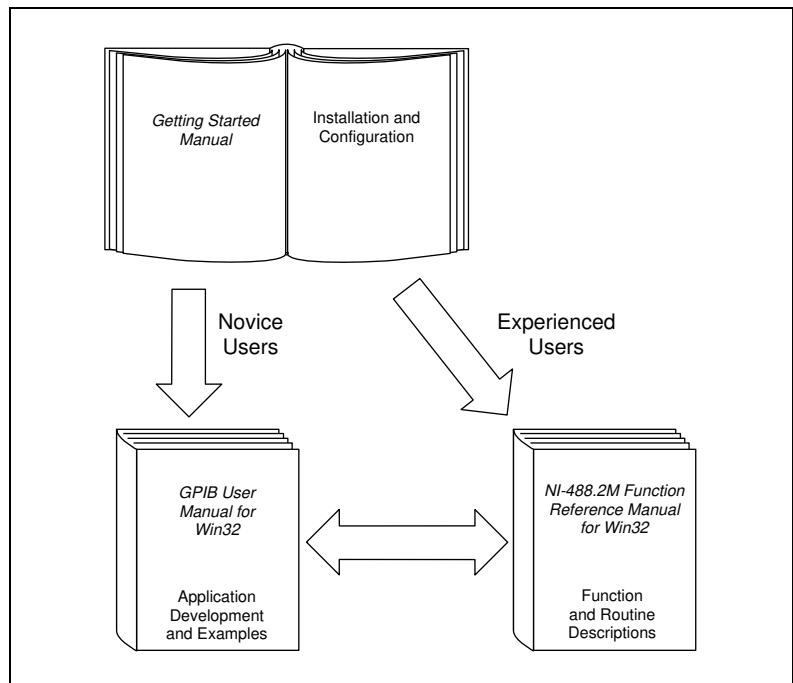 Getting Started
Manual
Installation and
Configuration
Novice
Users
Experienced
Users
GPIB User
Manual for
Win32
Application
Development
and Examples
NI-488.2M Function
Reference Manual
for Win32
Function
and Routine
Descriptions